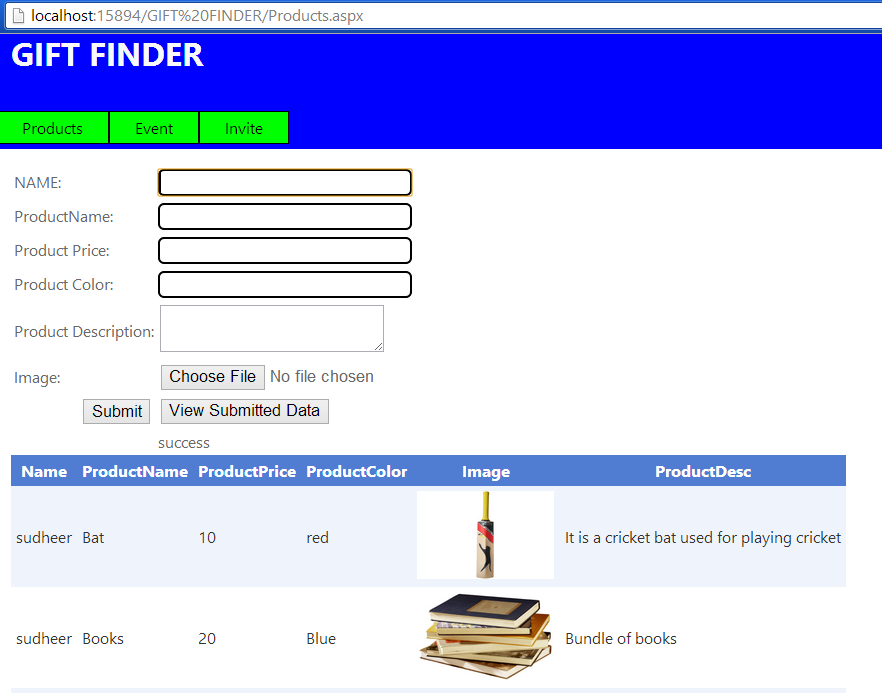 localhost:15894/GIFT%20FINDER/Products.aspx
GIFT FINDER
Products Event Invite
NAME:
ProductName:
Product Price:
Product Color:
Product Description:
Image: Choose File No file chosen
Submit View Submitted Data
success
Name ProductName ProductPrice ProductColor Image ProductDesc
sudheer Bat 10 red It is a cricket bat used for playing cricket
sudheer Books 20 Blue Bundle of books